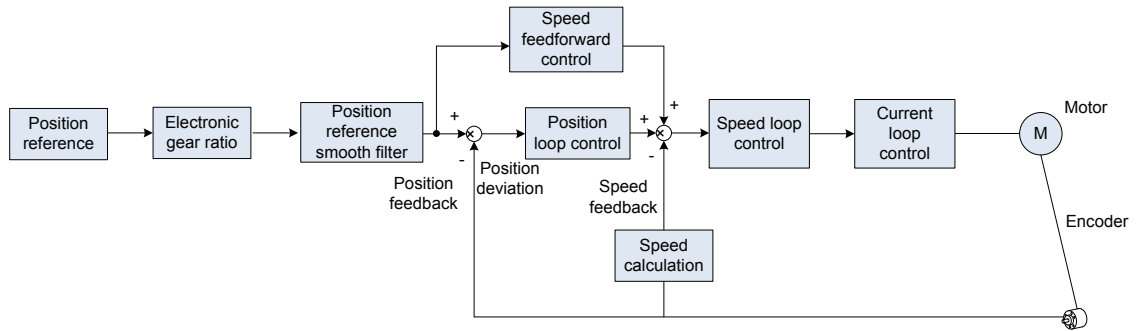 Speed
feedforward
control
Position
reference
Electronic
gear ratio
Position
reference
smooth filter
+
-
Position
loop control
+
+
-
Speed loop
control
Current
loop
control
Motor
M
Position
feedback
Position
deviation
Speed
feedback
Encoder
Speed
calculation